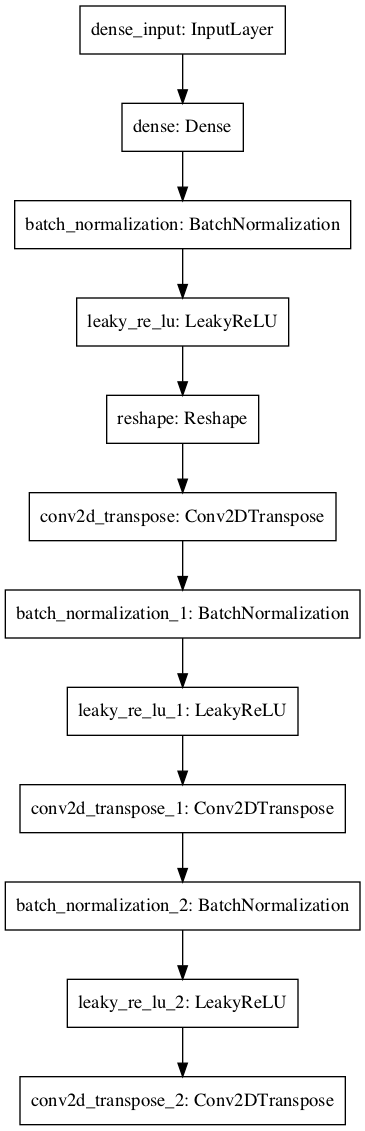 dense_input: InputLayer
dense: Dense
batch_normalization: BatchNormalization
leaky_re_lu: LeakyReLU
reshape: Reshape
conv2d_transpose: Conv2DTranspose
batch_normalization_1: BatchNormalization
leaky_re_lu_1: LeakyReLU
conv2d_transpose_1: Conv2DTranspose
batch_normalization_2: BatchNormalization
leaky_re_lu_2: LeakyReLU
conv2d_transpose_2: Conv2DTranspose